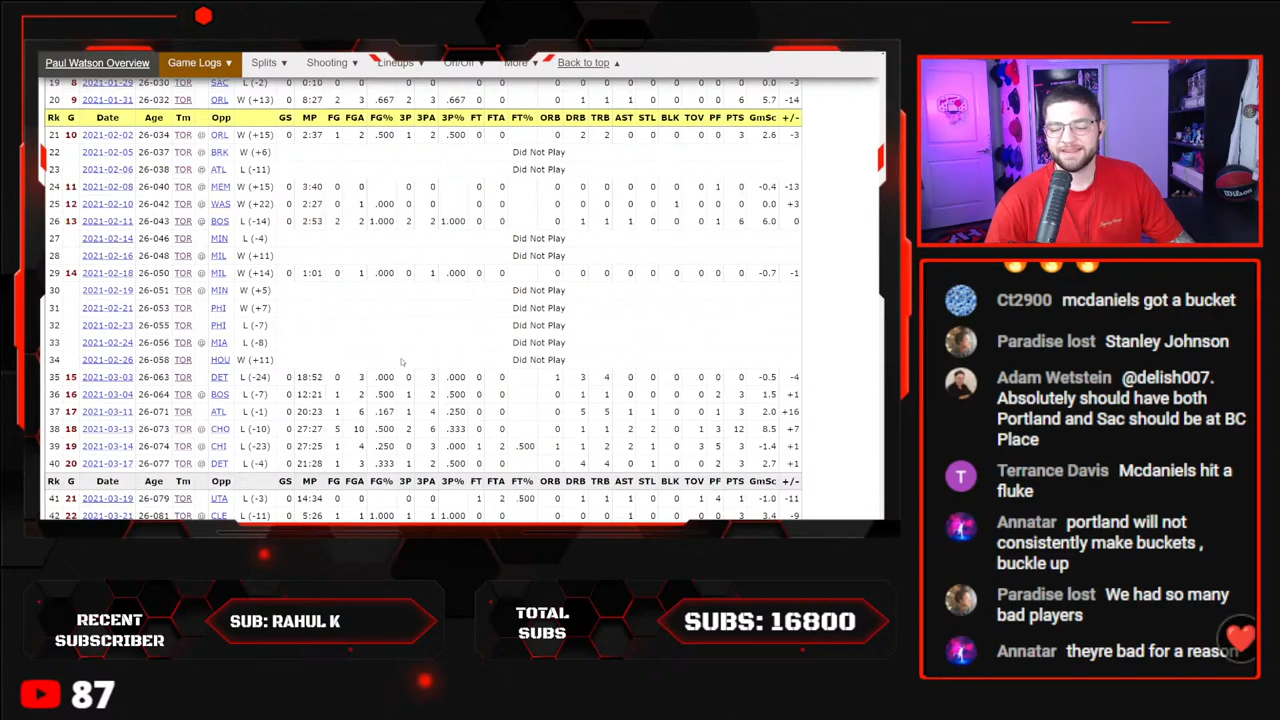 Paul Watson Overview Game Logs ▼ Splits ▼ Shooting ▼ Lineups ▼ On/Off ▼ More ▼ Back to top ▲
19 8 2021-01-29 26-030 TOR SAC L (-2) 0 0:10 0 0 0 0 0 0 0 0 0 0 0 0 0 0 0 0.0 -3
20 9 2021-01-31 26-032 TOR ORL W (+13) 0 8:27 2 3 .667 2 3 .667 0 0 0 1 1 1 0 0 0 0 6 5.7 -14
Rk G Date Age Tm Opp GS MP FG FGA FG% 3P 3PA 3P% FT FTA FT% ORB DRB TRB AST STL BLK TOV PF PTS GmSc +/-
21 10 2021-02-02 26-034 TOR @ ORL W (+15) 0 2:37 1 2 .500 1 2 .500 0 0 0 2 2 0 0 0 0 0 3 2.6 -3
22 2021-02-05 26-037 TOR @ BRK W (+6) Did Not Play
23 2021-02-06 26-038 TOR @ ATL L (-11) Did Not Play
24 11 2021-02-08 26-040 TOR @ MEM W (+15) 0 3:40 0 0 0 0 0 0 0 0 0 0 0 0 0 1 0 -0.4 -13
25 12 2021-02-10 26-042 TOR @ WAS W (+22) 0 2:27 0 1 .000 0 0 0 0 0 0 0 0 0 1 0 0 0 0.0 +3
26 13 2021-02-11 26-043 TOR @ BOS L (-14) 0 2:53 2 2 1.000 2 2 1.000 0 0 0 1 1 1 0 0 0 1 6 6.0 0
27 2021-02-14 26-046 TOR MIN L (-4) Did Not Play
28 2021-02-16 26-048 TOR @ MIL W (+11) Did Not Play
29 14 2021-02-18 26-050 TOR @ MIL W (+14) 0 1:01 0 1 .000 0 1 .000 0 0 0 0 0 0 0 0 0 0 0 -0.7 -1
30 2021-02-19 26-051 TOR @ MIN W (+5) Did Not Play
31 2021-02-21 26-053 TOR PHI W (+7) Did Not Play
32 2021-02-23 26-055 TOR PHI L (-7) Did Not Play
33 2021-02-24 26-056 TOR @ MIA L (-8) Did Not Play
34 2021-02-26 26-058 TOR HOU W (+11) Did Not Play
35 15 2021-03-03 26-063 TOR DET L (-24) 0 18:52 0 3 .000 0 3 .000 0 0 1 3 4 1 0 0 0 1 0 -0.5 -4
36 16 2021-03-04 26-064 TOR @ BOS L (-7) 0 12:21 1 2 .500 1 2 .500 0 0 0 1 1 0 0 0 0 3 3 1.5 +1
37 17 2021-03-11 26-071 TOR ATL L (-1) 0 20:23 1 6 .167 1 4 .250 0 0 0 5 5 1 1 0 0 3 3 2.0 +16
38 18 2021-03-13 26-073 TOR @ CHO L (-10) 0 27:27 5 10 .500 2 6 .333 0 0 0 1 1 2 2 0 1 3 12 8.5 +7
39 19 2021-03-14 26-074 TOR @ CHI L (-23) 0 27:25 1 4 .250 0 3 .000 1 2 .500 0 1 1 2 2 1 0 5 3 -1.4 +1
40 20 2021-03-17 26-077 TOR @ DET L (-4) 0 21:28 1 3 .333 1 2 .500 0 0 0 4 4 0 1 0 0 2 3 2.7 +1
Rk G Date Age Tm Opp GS MP FG FGA FG% 3P 3PA 3P% FT FTA FT% ORB DRB TRB AST STL BLK TOV PF PTS GmSc +/-
41 21 2021-03-19 26-079 TOR UTA L (-3) 0 14:34 0 0 0 0 1 2 .500 0 0 0 0 0 0 1 4 1 -1.0 -11
42 22 2021-03-21 26-081 TOR @ CLE L (-11) 0 5:26 1 1 1.000 1 1 1.000 0 0 0 0 0 1 0 0 0 0 3 3.4 -9
Wilson
Ct2900 mcdaniels got a bucket
Paradise lost Stanley Johnson
Adam Wetstein @delish007.
Absolutely should have both
Portland and Sac should be at BC
Place
T Terrance Davis Mcdaniels hit a
fluke
Annatar portland will not
consistently make buckets ,
buckle up
Paradise lost We had so many
bad players
Annatar theyre bad for a reason
RECENT
SUBSCRIBER
SUB: RAHUL K
TOTAL
SUBS
SUBS: 16800
87